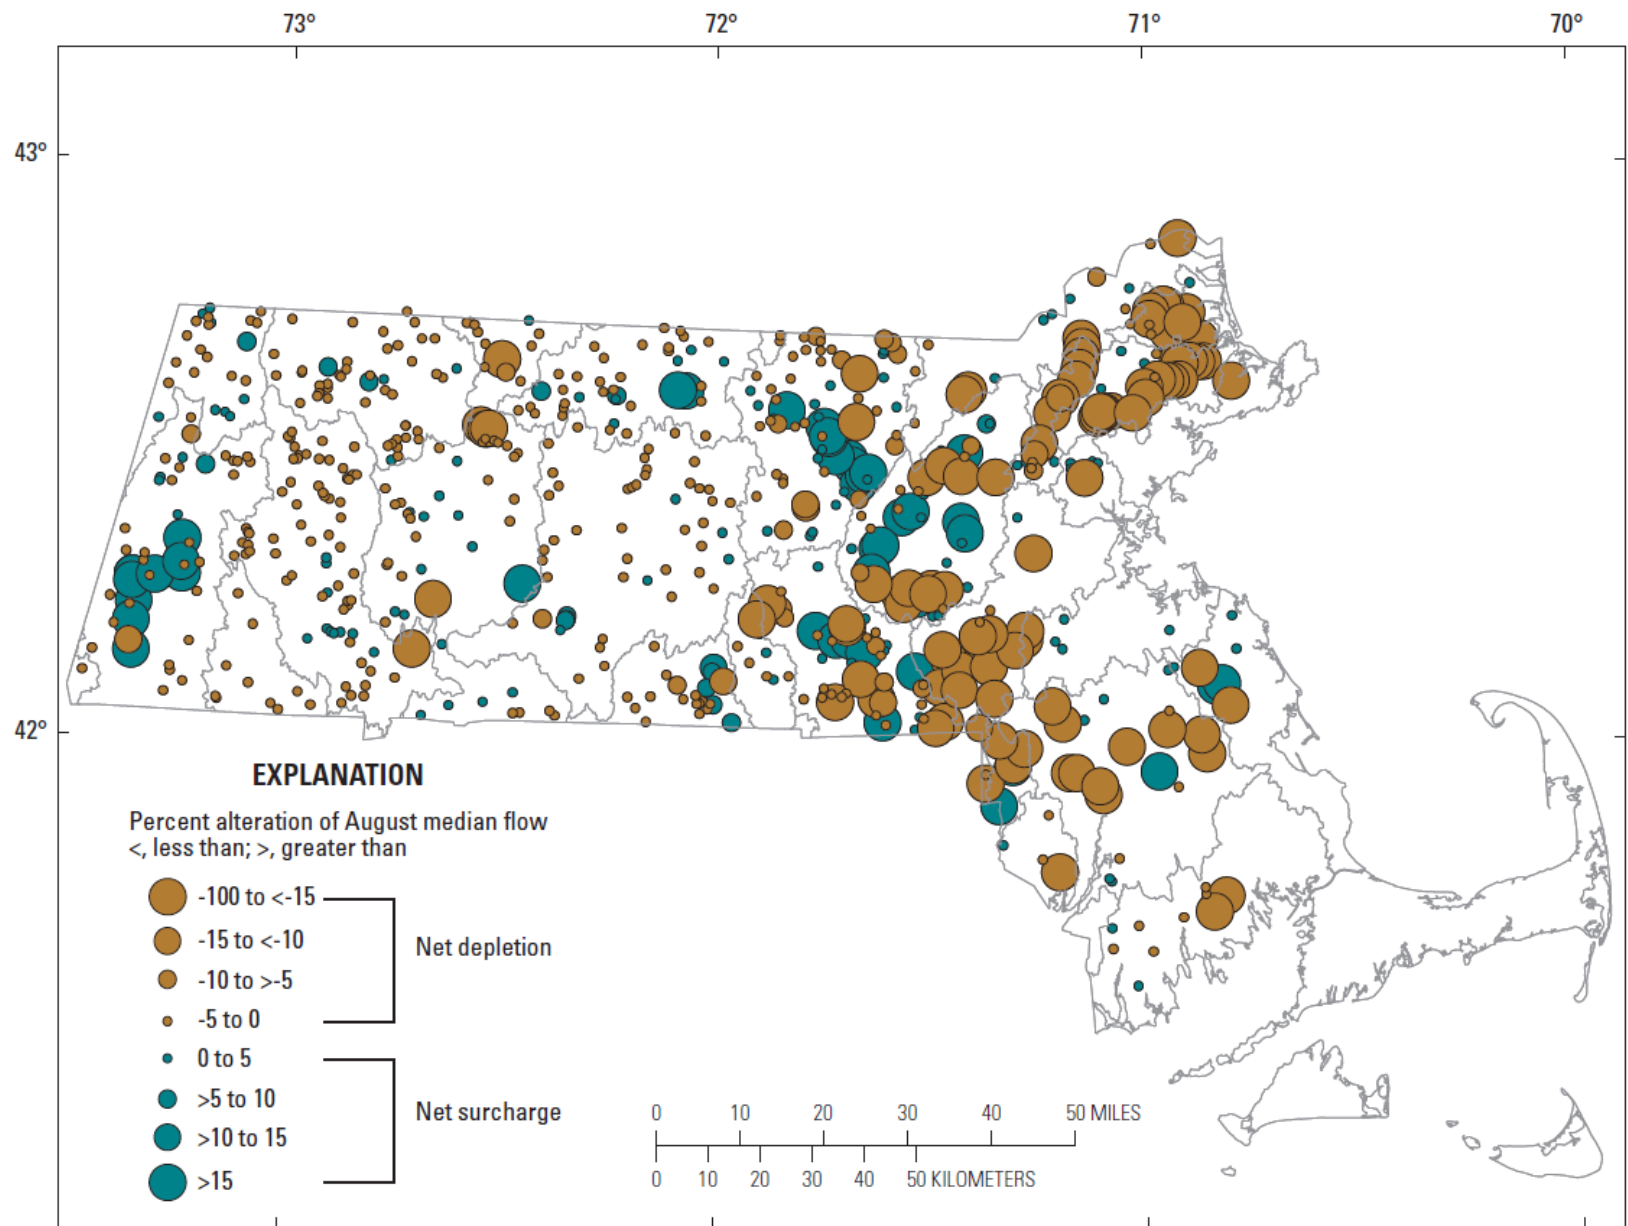 73°
72°
71°
70°
43°
42°
EXPLANATION
Percent alteration of August median flow
<, less than; >, greater than
-100 to <-15
-15 to <-10
-10 to >-5
-5 to 0
Net depletion
0 to 5
>5 to 10
>10 to 15
>15
Net surcharge
0 10 20 30 40 50 MILES
0 10 20 30 40 50 KILOMETERS